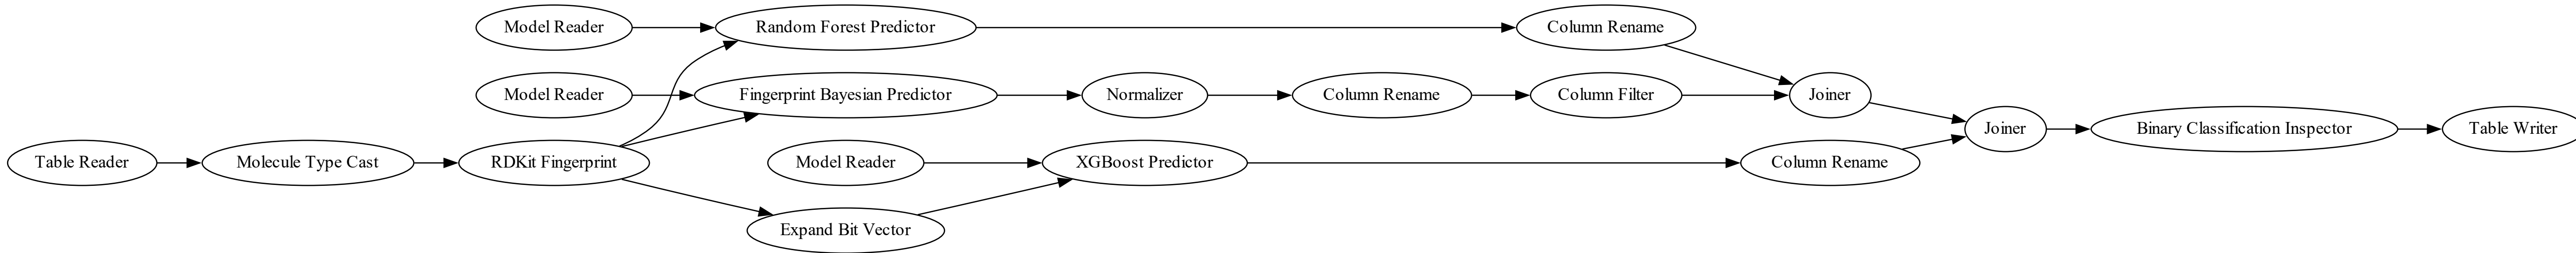 Model Reader
Random Forest Predictor
Column Rename
Model Reader
Fingerprint Bayesian Predictor
Normalizer
Column Rename
Column Filter
Joiner
Joiner
Binary Classification Inspector
Table Writer
Table Reader
Molecule Type Cast
RDKit Fingerprint
Model Reader
XGBoost Predictor
Column Rename
Expand Bit Vector